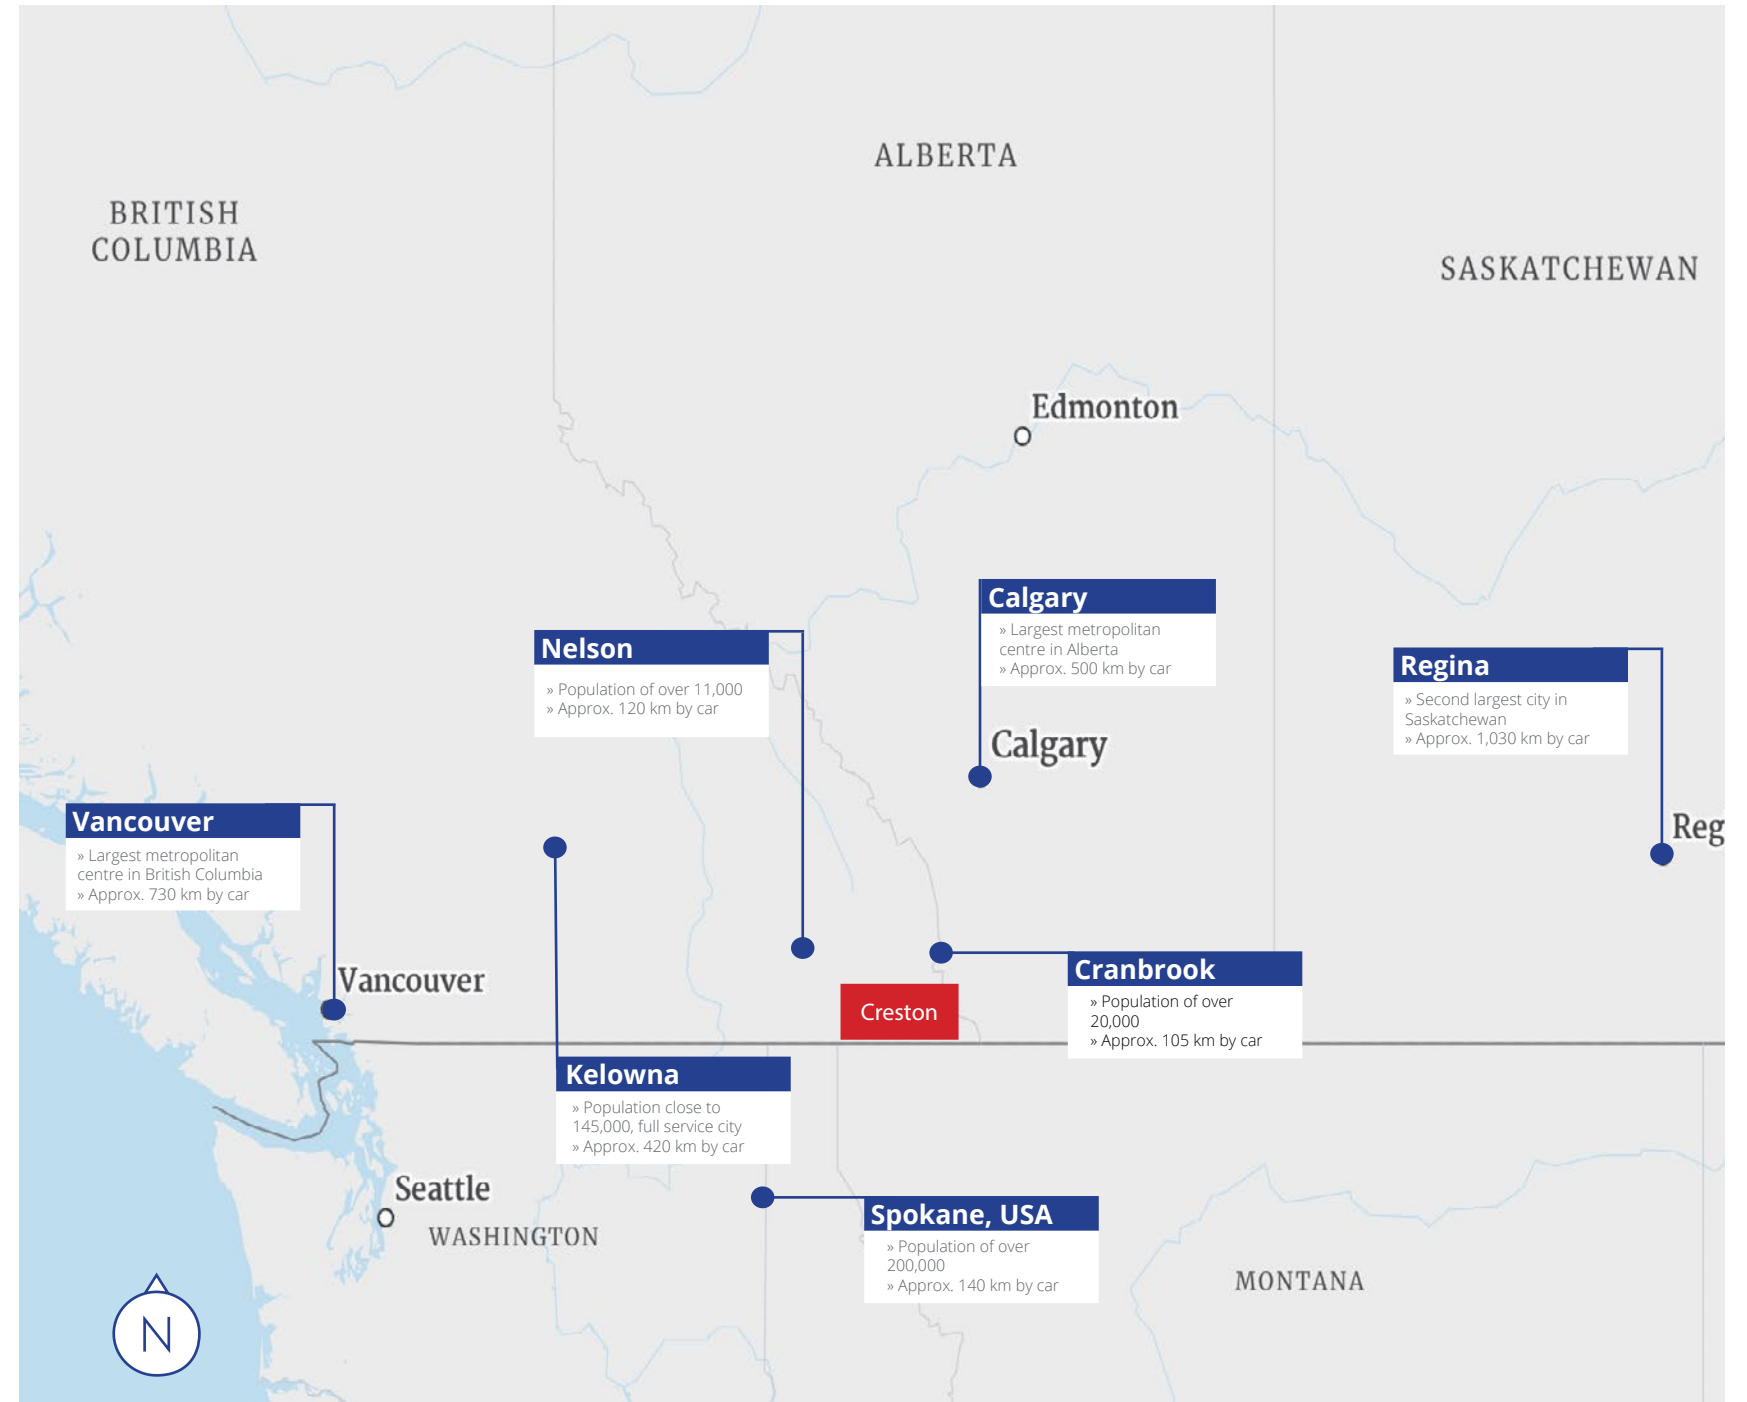 ALBERTA
BRITISH
COLUMBIA
SASKATCHEWAN
Edmonton
Calgary
» Largest metropolitan
centre in Alberta
» Approx. 500 km by car
Nelson
» Population of over 11,000
» Approx. 120 km by car
Regina
» Second largest city in
Saskatchewan
» Approx. 1,030 km by car
Calgary
Vancouver
» Largest metropolitan
centre in British Columbia
» Approx. 730 km by car
Reg
Vancouver
Cranbrook
» Population of over
20,000
» Approx. 105 km by car
Creston
Kelowna
» Population close to
145,000, full service city
» Approx. 420 km by car
Seattle
WASHINGTON
Spokane, USA
» Population of over
200,000
» Approx. 140 km by car
MONTANA
N